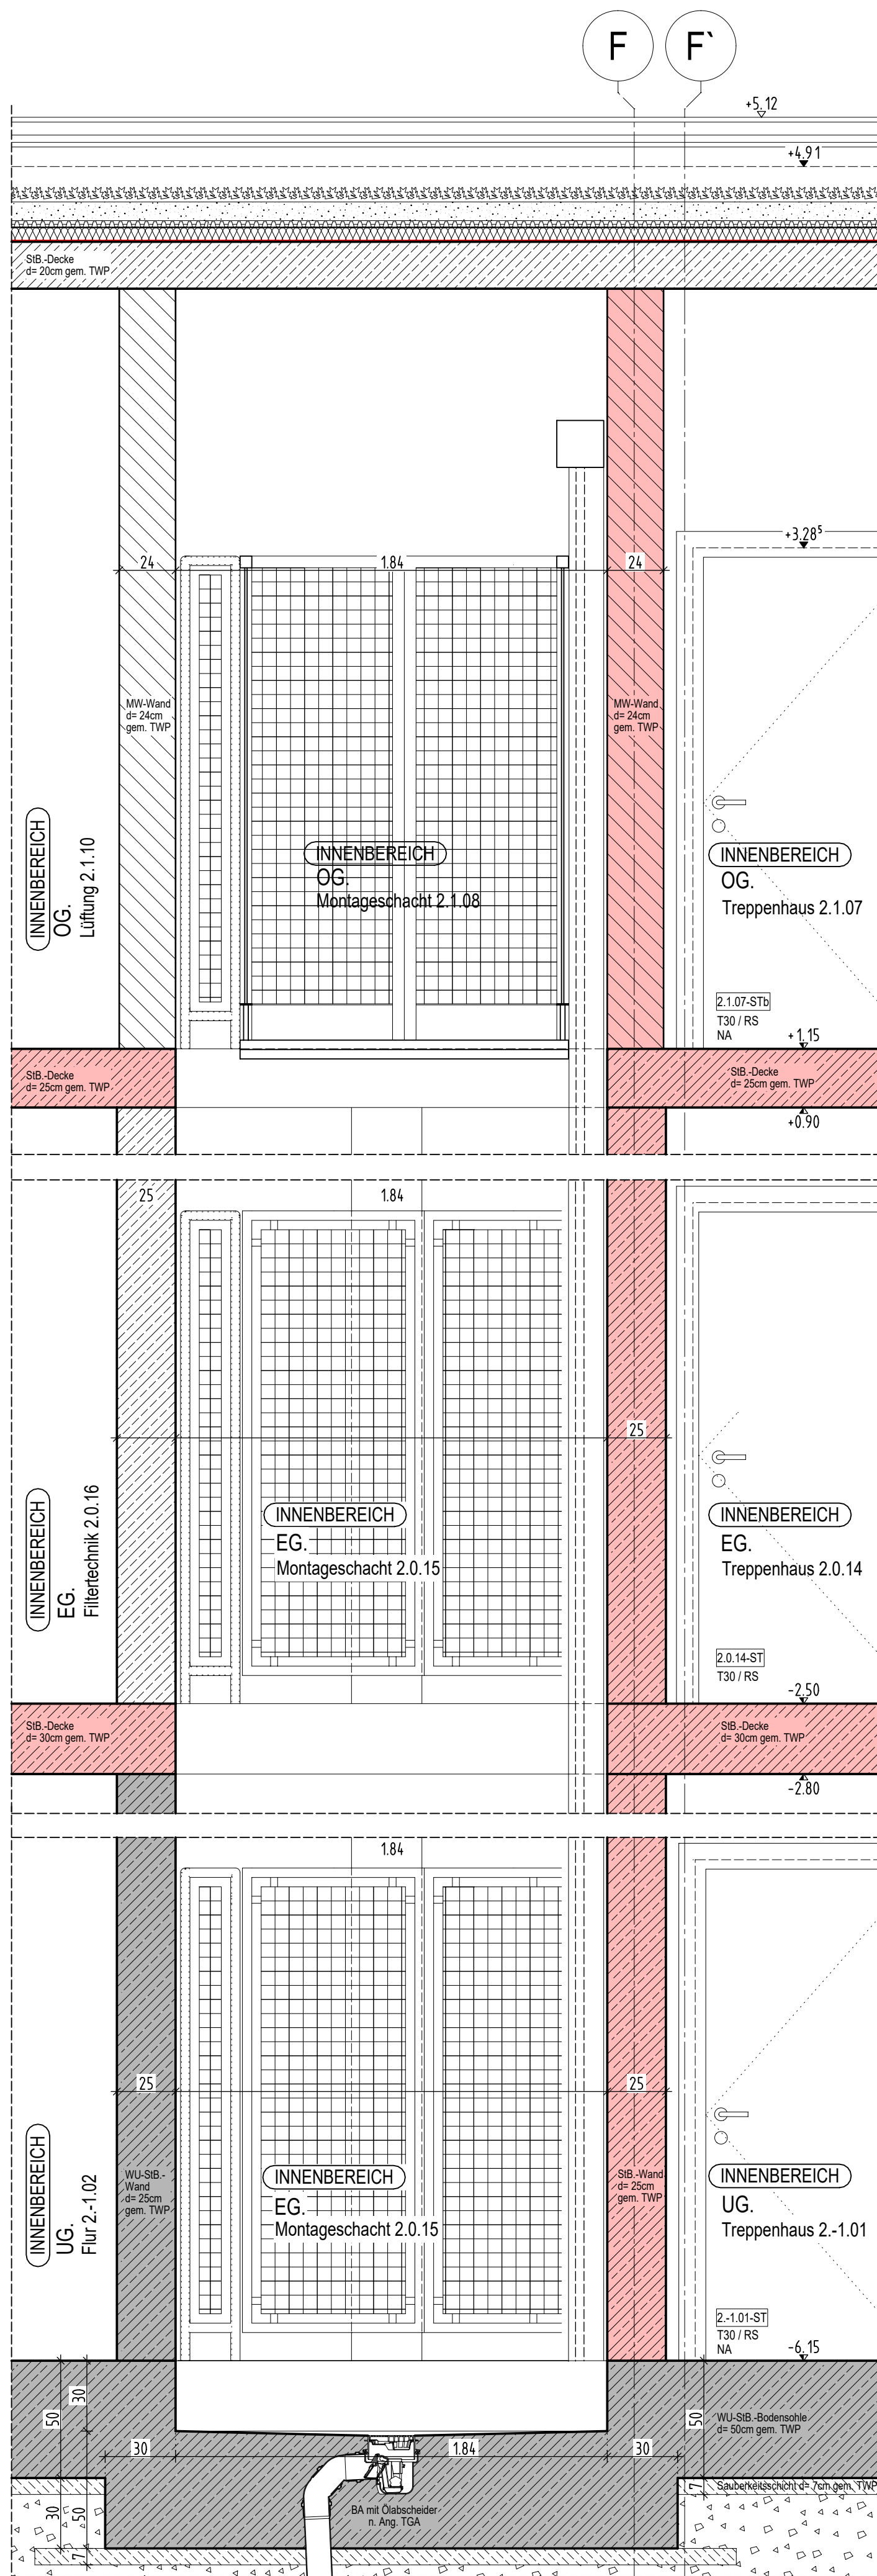 F
F`
+5.12
+4.91
StB.-Decke
d= 20cm gem. TWP
+3.28⁵
24
1.84
24
MW-Wand
d= 24cm
gem. TWP
MW-Wand
d= 24cm
gem. TWP
INNENBEREICH
OG.
Lüftung 2.1.10
INNENBEREICH
OG.
Montageschacht 2.1.08
INNENBEREICH
OG.
Treppenhaus 2.1.07
2.1.07-STb
T30 / RS
NA
+1.15
StB.-Decke
d= 25cm gem. TWP
StB.-Decke
d= 25cm gem. TWP
+0.90
25
1.84
25
INNENBEREICH
EG.
Filtertechnik 2.0.16
INNENBEREICH
EG.
Montageschacht 2.0.15
INNENBEREICH
EG.
Treppenhaus 2.0.14
2.0.14-ST
T30 / RS
-2.50
StB.-Decke
d= 30cm gem. TWP
StB.-Decke
d= 30cm gem. TWP
-2.80
1.84
25
25
WU-StB.-
Wand
d= 25cm
gem. TWP
StB.-Wand
d= 25cm
gem. TWP
INNENBEREICH
UG.
Flur 2.-1.02
INNENBEREICH
EG.
Montageschacht 2.0.15
INNENBEREICH
UG.
Treppenhaus 2.-1.01
2.-1.01-ST
T30 / RS
NA
-6.15
50
30
50
WU-StB.-Bodensohle
d= 50cm gem. TWP
30
1.84
30
Sauberkeitsschicht d= 7cm gem. TWP
7
30
50
7
BA mit Ölabscheider
n. Ang. TGA